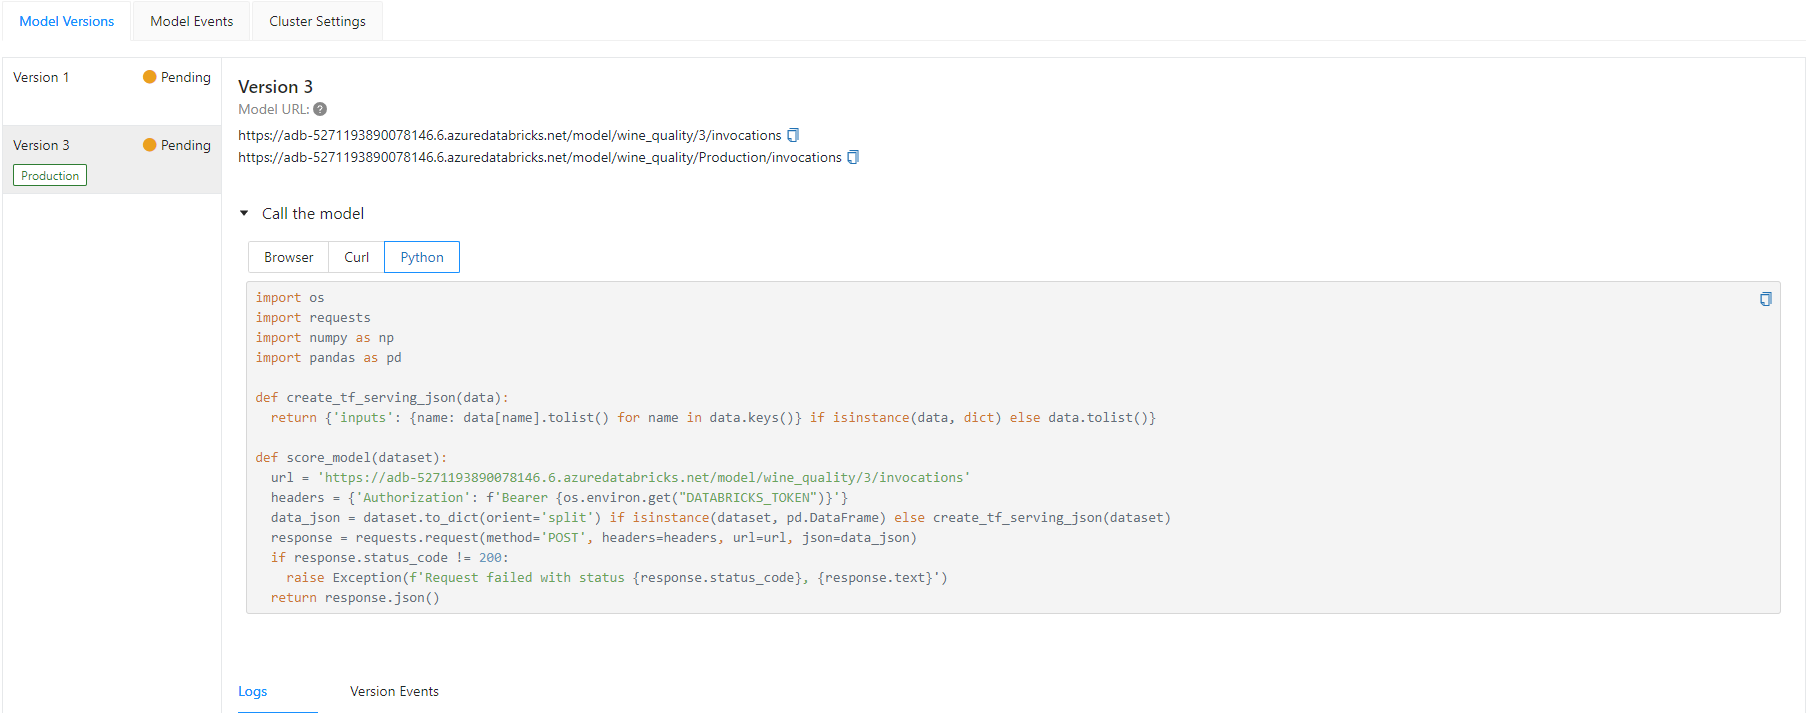 Model Versions
Model Events
Cluster Settings
Version 1
Pending
Version 3
Pending
Production
Version 3
Model URL: ?
https://adb-5271193890078146.6.azuredatabricks.net/model/wine_quality/3/invocations
https://adb-5271193890078146.6.azuredatabricks.net/model/wine_quality/Production/invocations
Call the model
Browser
Curl
Python
import os
import requests
import numpy as np
import pandas as pd
def create_tf_serving_json(data):
  return {'inputs': {name: data[name].tolist() for name in data.keys()} if isinstance(data, dict) else data.tolist()}
def score_model(dataset):
  url = 'https://adb-5271193890078146.6.azuredatabricks.net/model/wine_quality/3/invocations'
  headers = {'Authorization': f'Bearer {os.environ.get("DATABRICKS_TOKEN")}'}
  data_json = dataset.to_dict(orient='split') if isinstance(dataset, pd.DataFrame) else create_tf_serving_json(dataset)
  response = requests.request(method='POST', headers=headers, url=url, json=data_json)
  if response.status_code != 200:
    raise Exception(f'Request failed with status {response.status_code}, {response.text}')
  return response.json()
Logs
Version Events